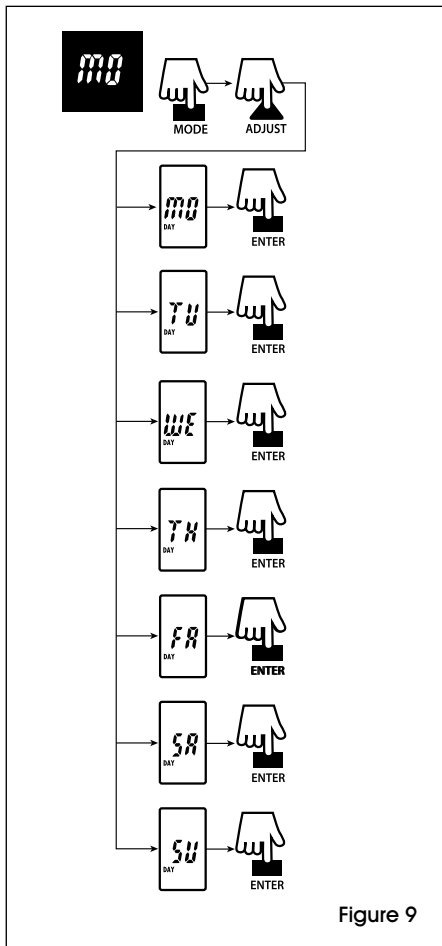 MO
MODE ADJUST
MO
DAY
ENTER
TU
DAY
ENTER
WE
DAY
ENTER
TH
DAY
ENTER
FA
DAY
ENTER
SA
DAY
ENTER
SU
DAY
ENTER
Figure 9